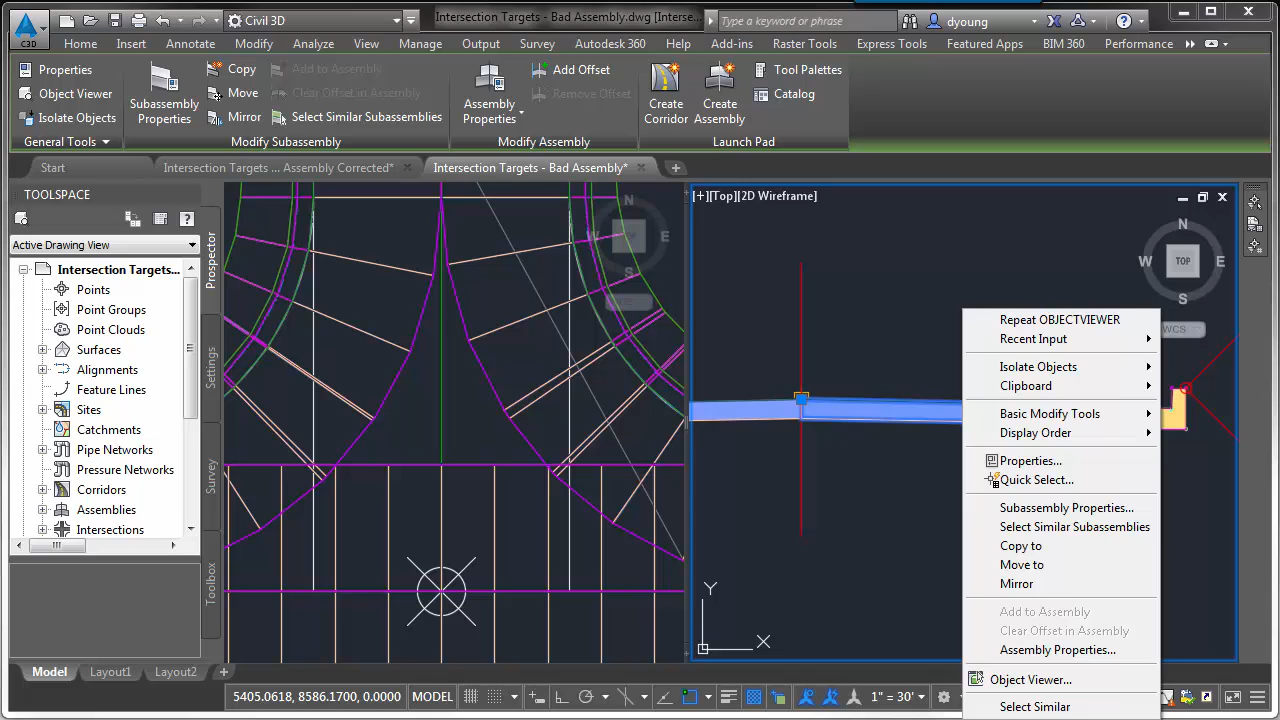 Civil 3D
Intersection Targets - Bad Assembly.dwg [Interse...
Type a keyword or phrase
dyoung
C3D
Home Insert Annotate Modify Analyze View Manage Output Survey Autodesk 360 Help Add-ins Raster Tools Express Tools Featured Apps BIM 360 Performance
Properties
Object Viewer
Isolate Objects
General Tools
Subassembly
Properties
Copy
Move
Mirror
Add to Assembly
Clear Offset in Assembly
Select Similar Subassemblies
Modify Subassembly
Assembly
Properties
Add Offset
Remove Offset
Modify Assembly
Create
Corridor
Create
Assembly
Tool Palettes
Catalog
Launch Pad
Start
Intersection Targets ... Assembly Corrected*
Intersection Targets - Bad Assembly*
TOOLSPACE
Active Drawing View
Intersection Targets...
Points
Point Groups
Point Clouds
Surfaces
Alignments
Feature Lines
Sites
Catchments
Pipe Networks
Pressure Networks
Corridors
Assemblies
Intersections
Prospector
Settings
Survey
Toolbox
N
W
E
S
[+][Top][2D Wireframe]
N
W
TOP
E
S
WCS
Y
X
Repeat OBJECTVIEWER
Recent Input
Isolate Objects
Clipboard
Basic Modify Tools
Display Order
Properties...
Quick Select...
Subassembly Properties...
Select Similar Subassemblies
Copy to
Move to
Mirror
Add to Assembly
Clear Offset in Assembly
Assembly Properties...
Object Viewer...
Select Similar
Model Layout1 Layout2
5405.0618, 8586.1700, 0.0000 MODEL
1" = 30'